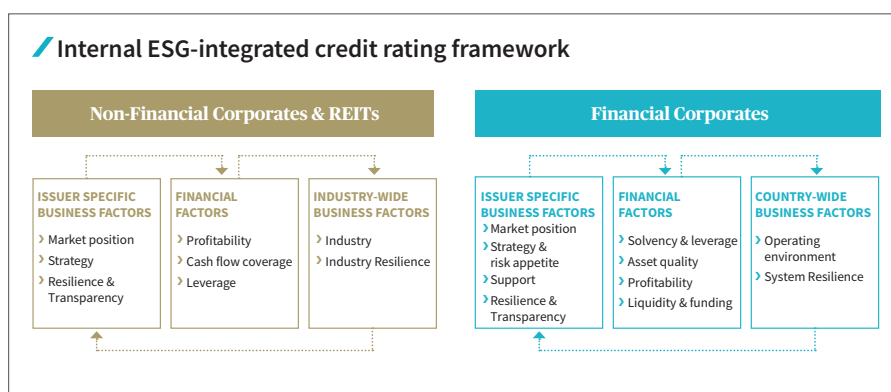 Internal ESG-integrated credit rating framework
Non-Financial Corporates & REITs
ISSUER SPECIFIC
BUSINESS FACTORS
Market position
Strategy
Resilience &
Transparency
FINANCIAL
FACTORS
Profitability
Cash flow coverage
Leverage
INDUSTRY-WIDE
BUSINESS FACTORS
Industry
Industry Resilience
Financial Corporates
ISSUER SPECIFIC
BUSINESS FACTORS
Market position
Strategy &
risk appetite
Support
Resilience &
Transparency
FINANCIAL
FACTORS
Solvency & leverage
Asset quality
Profitability
Liquidity & funding
COUNTRY-WIDE
BUSINESS FACTORS
Operating
environment
System Resilience